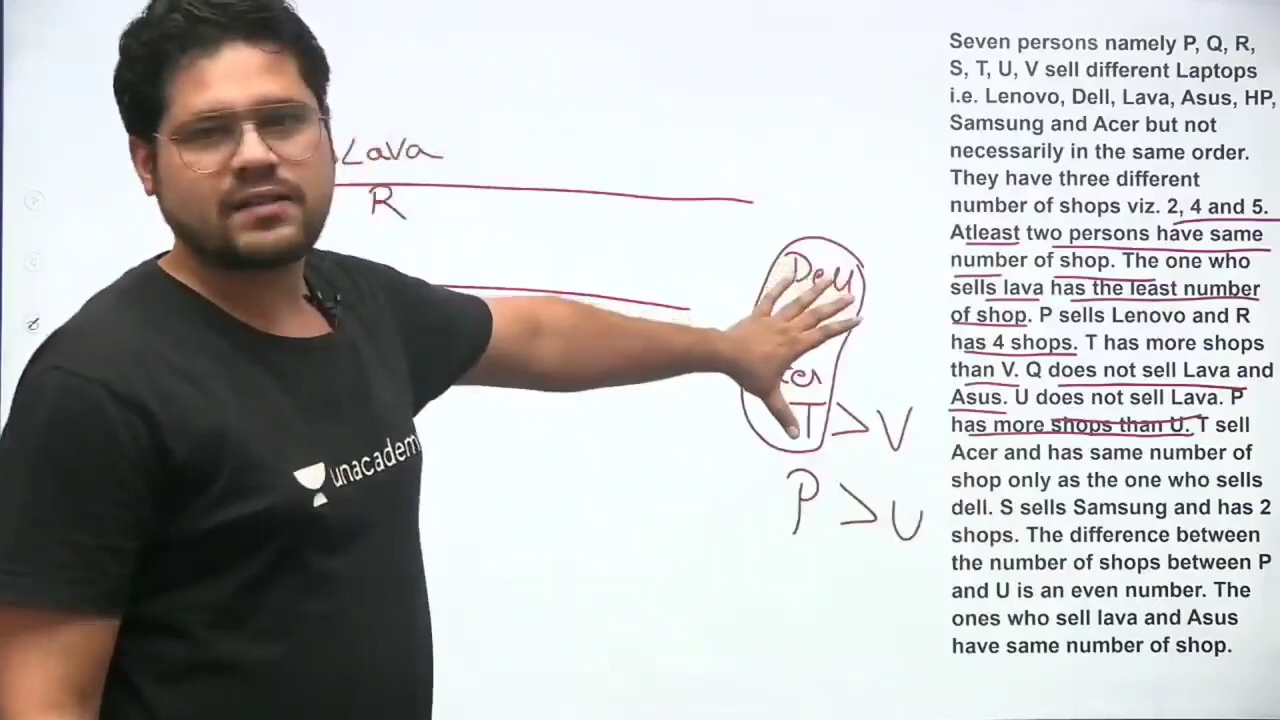 Seven persons namely P, Q, R,
S, T, U, V sell different Laptops
i.e. Lenovo, Dell, Lava, Asus, HP,
Samsung and Acer but not
necessarily in the same order.
They have three different
number of shops viz. 2, 4 and 5.
Atleast two persons have same
number of shop. The one who
sells lava has the least number
of shop. P sells Lenovo and R
has 4 shops. T has more shops
than V. Q does not sell Lava and
Asus. U does not sell Lava. P
has more shops than U. T sell
Acer and has same number of
shop only as the one who sells
dell. S sells Samsung and has 2
shops. The difference between
the number of shops between P
and U is an even number. The
ones who sell lava and Asus
have same number of shop.
Lava
R
Dell
T > V
P > U
unacadem